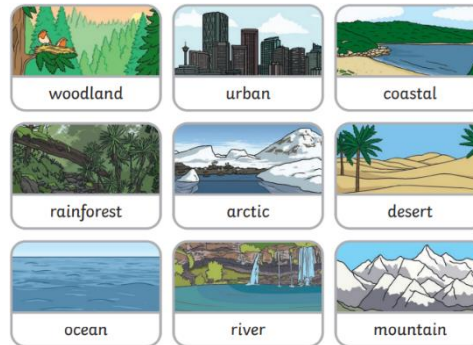 woodland
urban
coastal
rainforest
arctic
desert
ocean
river
mountain